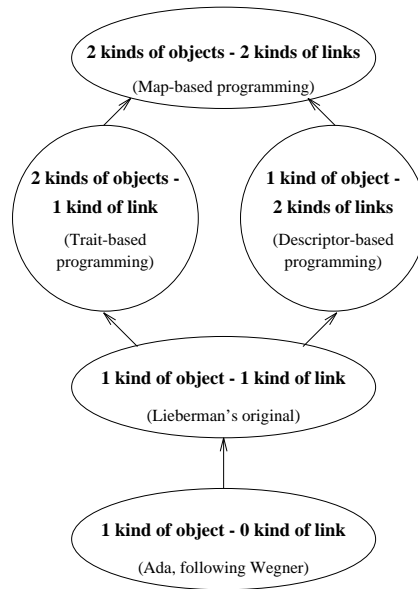 2 kinds of objects - 2 kinds of links
(Map-based programming)
2 kinds of objects -
1 kind of link
(Trait-based
programming)
1 kind of object -
2 kinds of links
(Descriptor-based
programming)
1 kind of object - 1 kind of link
(Lieberman's original)
1 kind of object - 0 kind of link
(Ada, following Wegner)